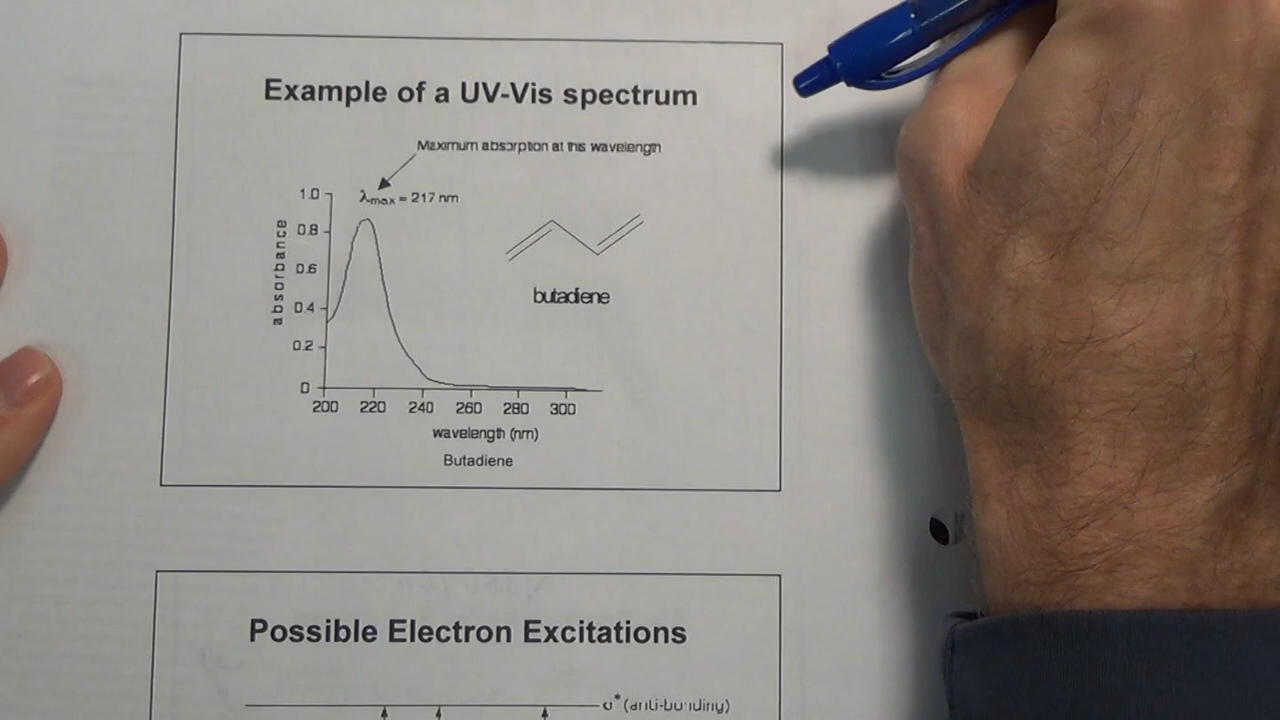 Example of a UV-Vis spectrum
Maximum absorption at this wavelength
λmax = 217 nm
1.0
0.8
0.6
0.4
0.2
0
absorbance
200 220 240 260 280 300
wavelength (nm)
butadiene
Butadiene
Possible Electron Excitations
σ* (anti-bonding)